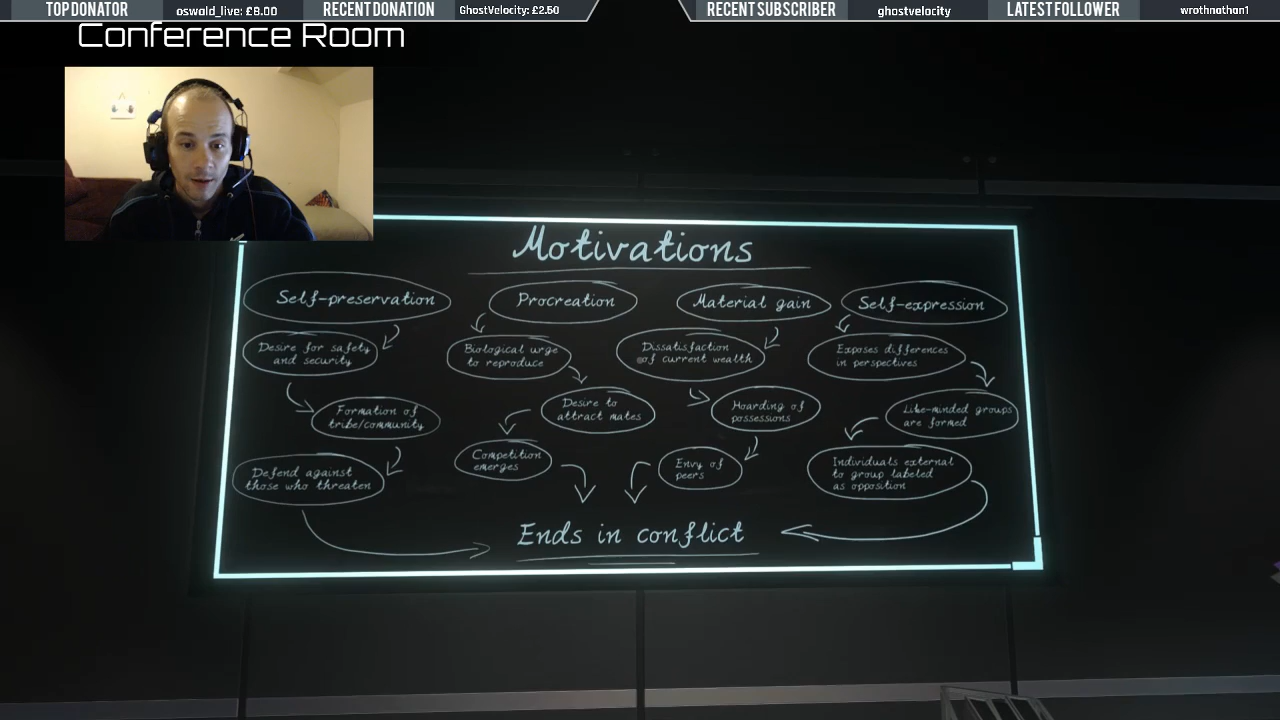 TOP DONATOR
oswald_live: £8.00
RECENT DONATION
GhostVelocity: £2.50
RECENT SUBSCRIBER
ghostvelocity
LATEST FOLLOWER
wrothnathan1
Conference Room
Motivations
Self-preservation
Desire for safety
and security
Formation of
tribe/community
Defend against
those who threaten
Procreation
Biological urge
to reproduce
Desire to
attract mates
Competition
emerges
Material gain
Dissatisfaction
of current wealth
Hoarding of
possessions
Envy of
peers
Self-expression
Exposes differences
in perspectives
Like-minded groups
are formed
Individuals external
to group labeled
as opposition
Ends in conflict